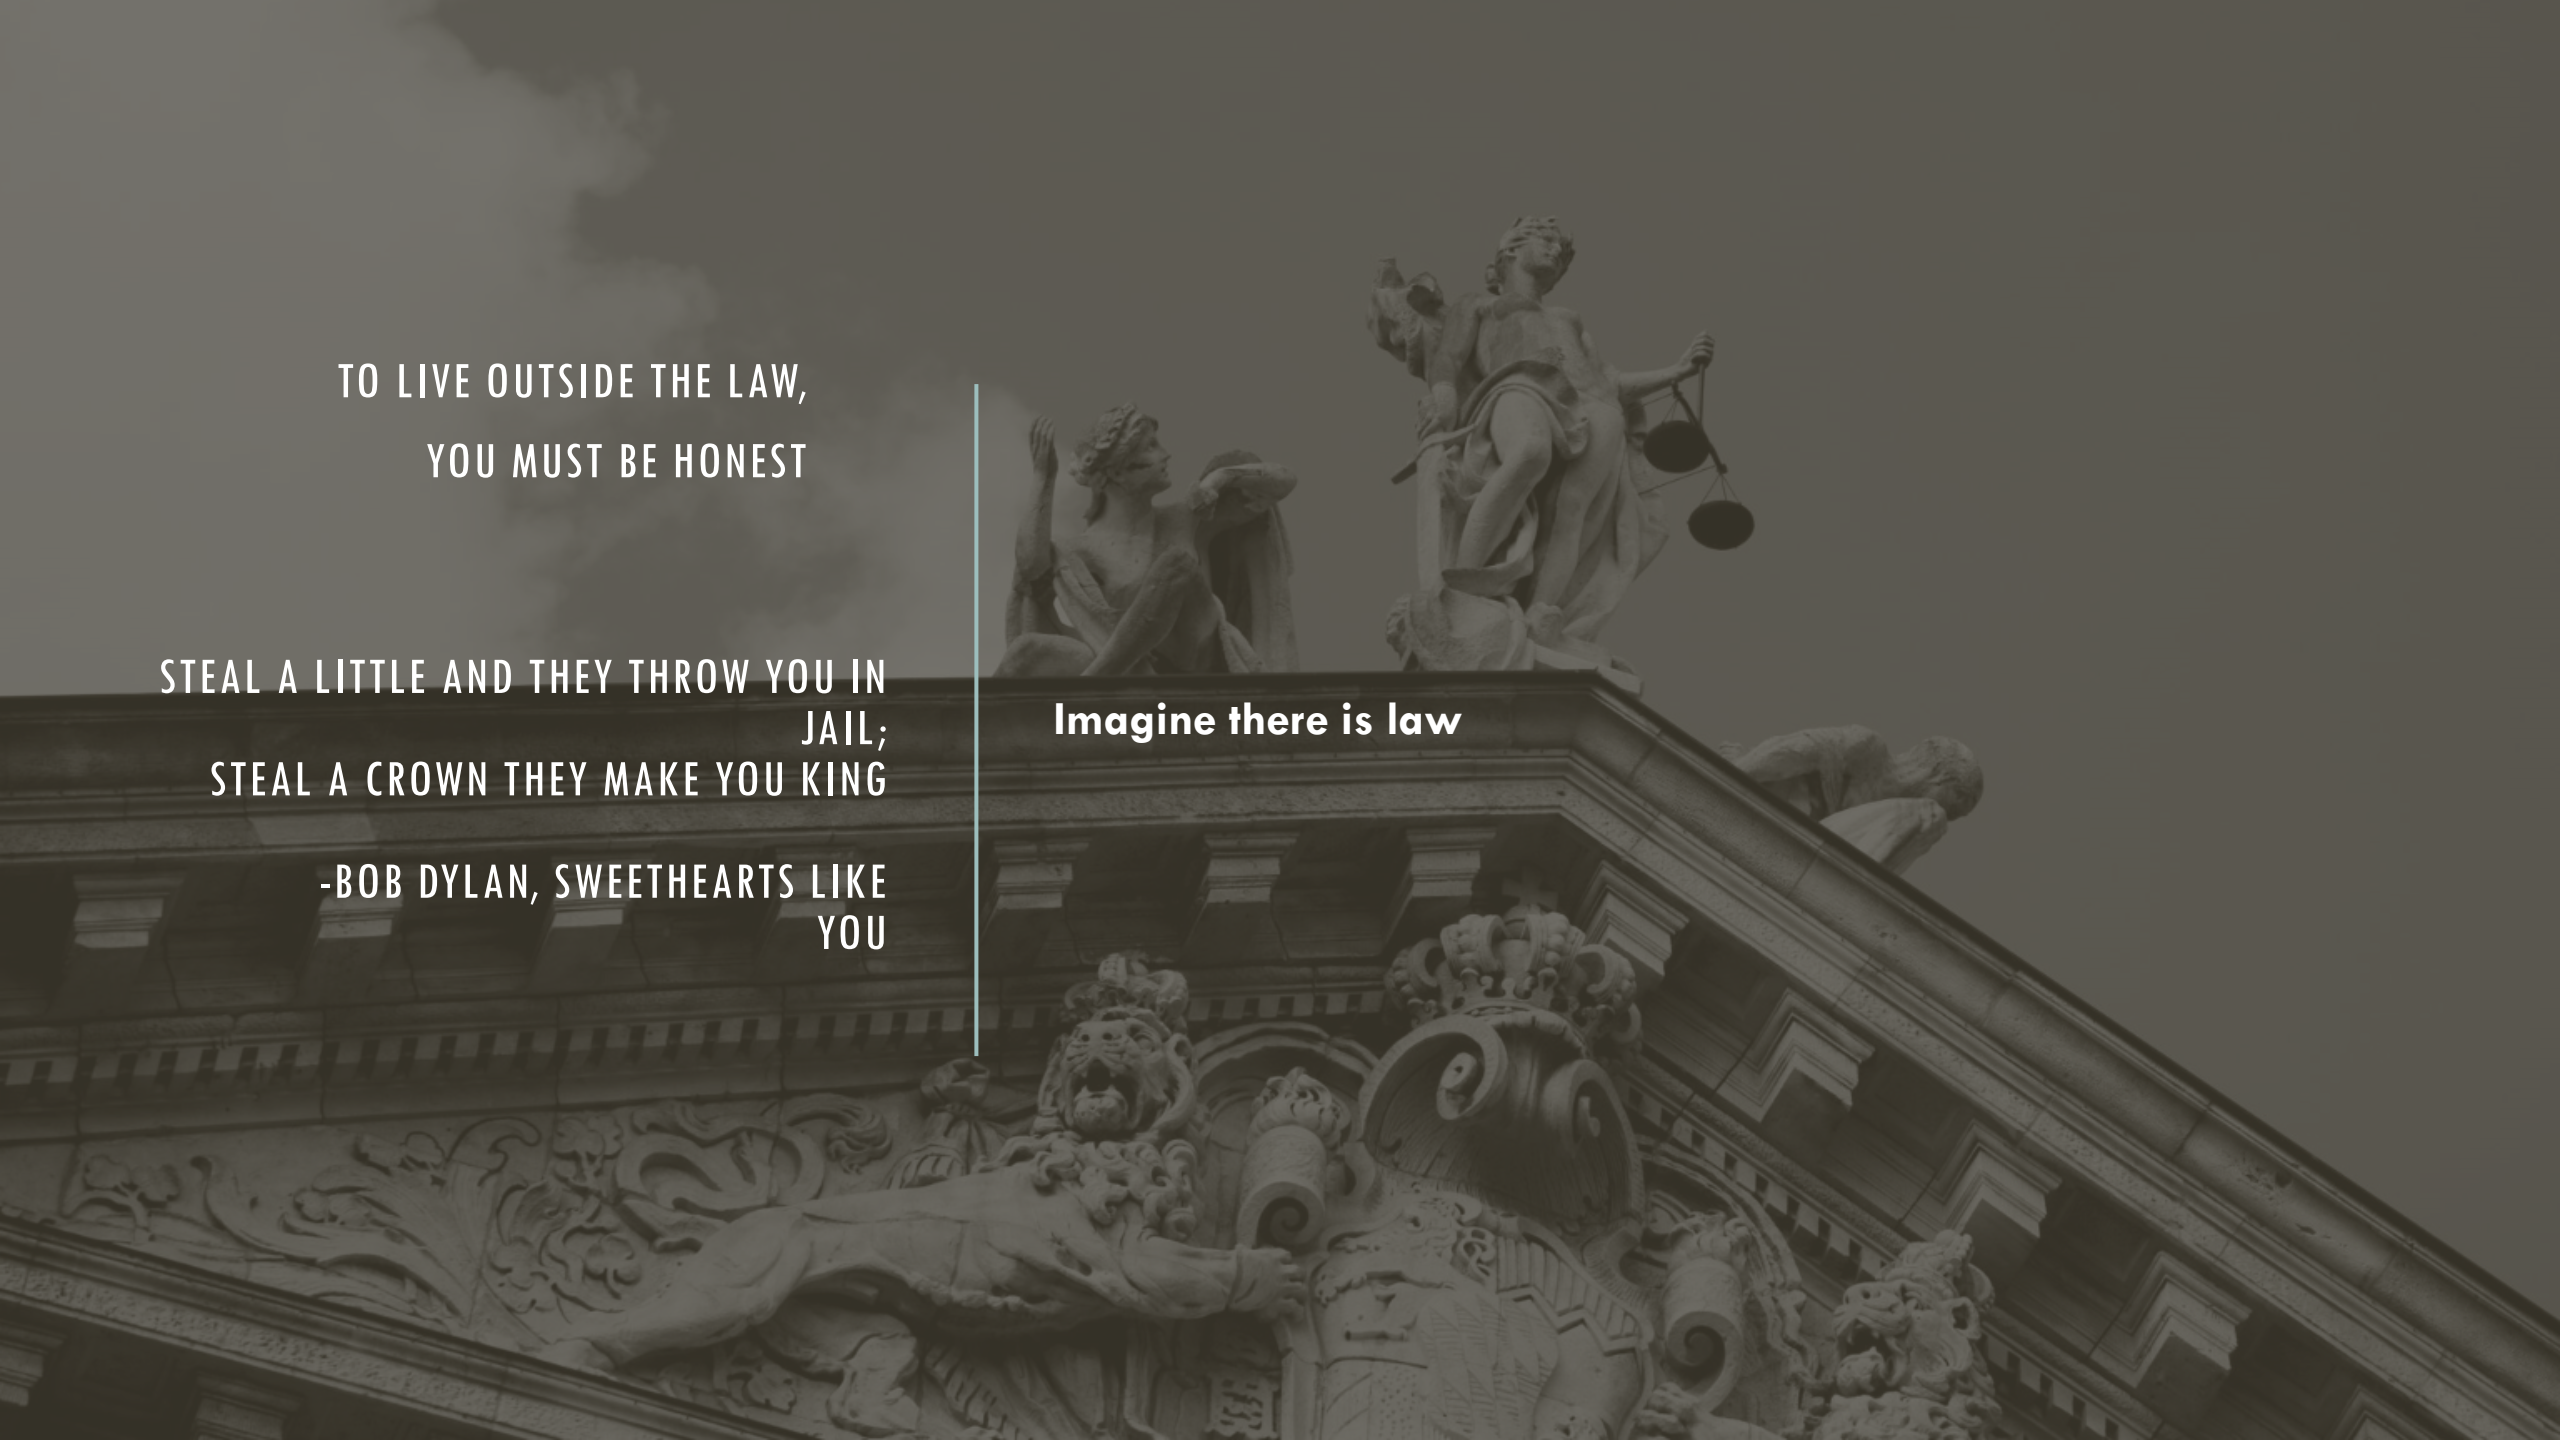 TO LIVE OUTSIDE THE LAW,
YOU MUST BE HONEST
STEAL A LITTLE AND THEY THROW YOU IN
JAIL;
STEAL A CROWN THEY MAKE YOU KING
-BOB DYLAN, SWEETHEARTS LIKE
YOU
Imagine there is law